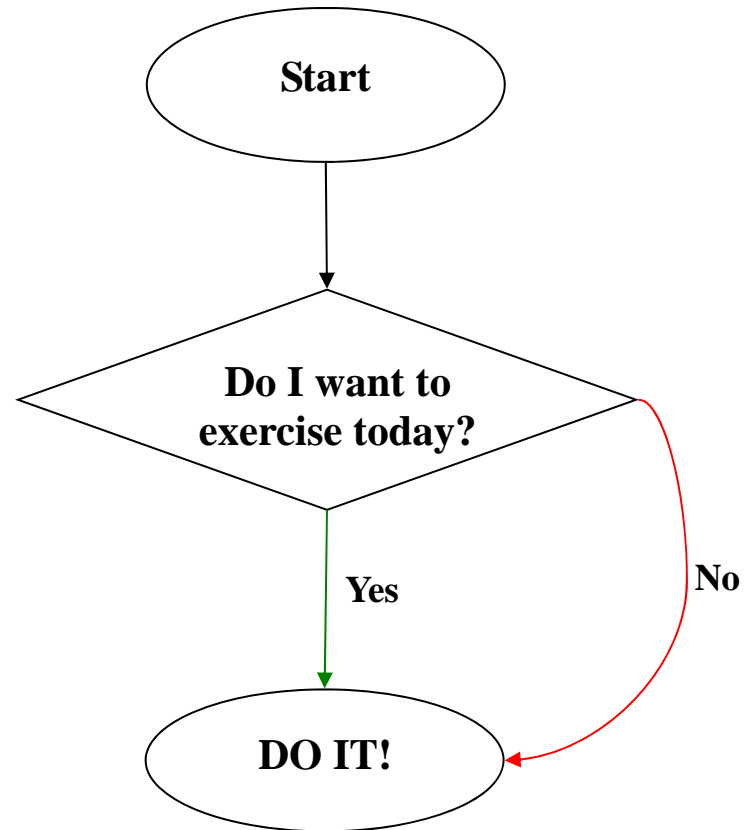 Start
Do I want to
exercise today?
Yes
No
DO IT!